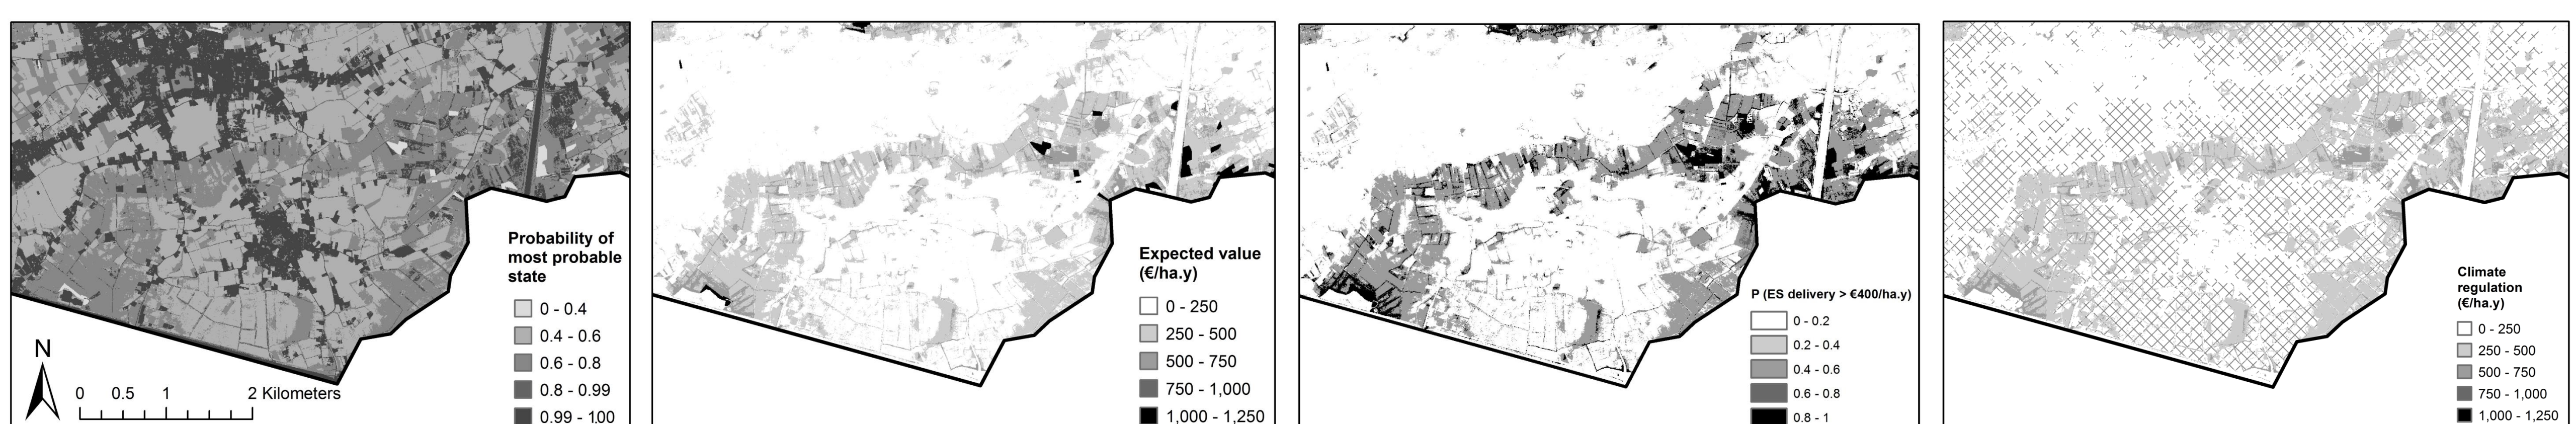 Probability of
most probable
state
0 - 0.4
0.4 - 0.6
0.6 - 0.8
0.8 - 0.99
0.99 - 100
N
0 0.5 1 2 Kilometers
Expected value
(€/ha.y)
0 - 250
250 - 500
500 - 750
750 - 1,000
1,000 - 1,250
P (ES delivery > €400/ha.y)
0 - 0.2
0.2 - 0.4
0.4 - 0.6
0.6 - 0.8
0.8 - 1
Climate
regulation
(€/ha.y)
0 - 250
250 - 500
500 - 750
750 - 1,000
1,000 - 1,250